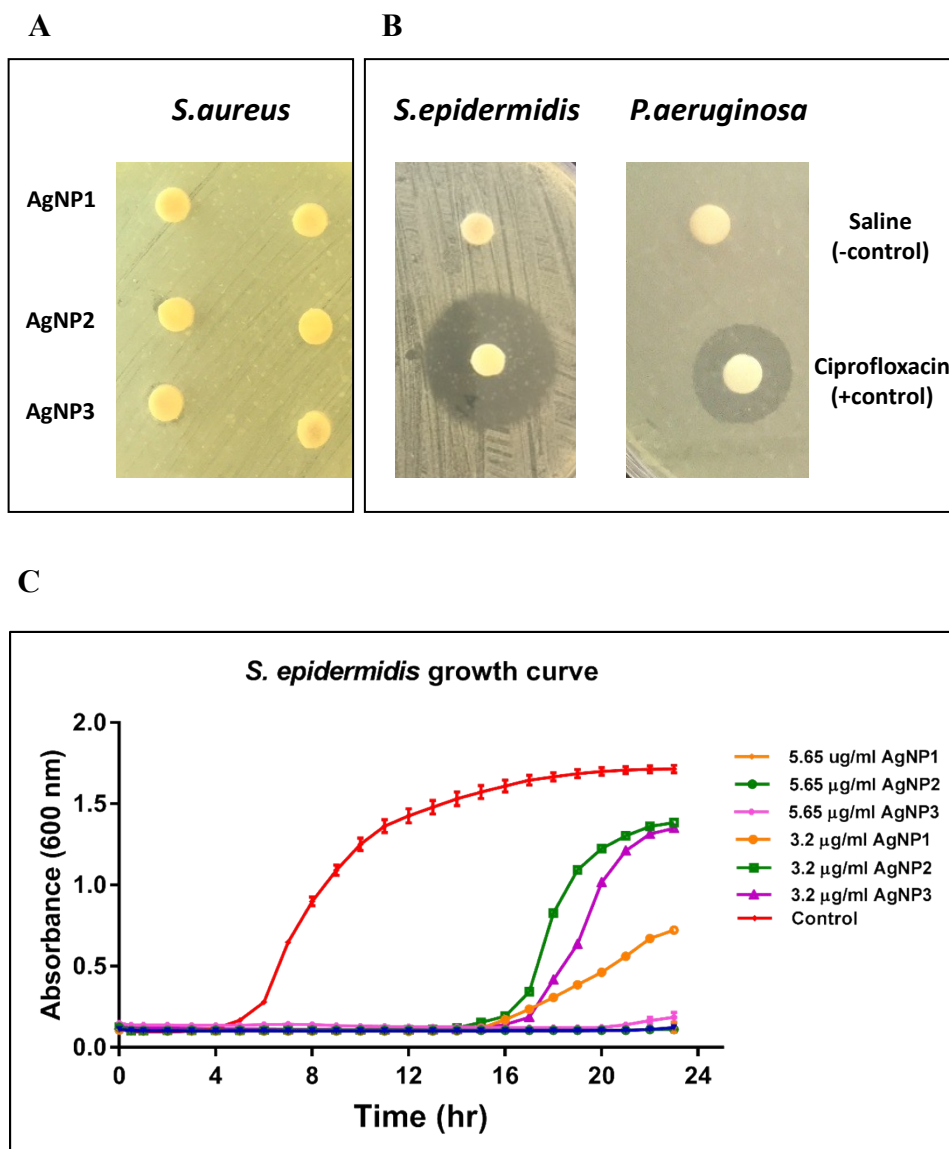 A
B
S.aureus
S.epidermidis
P.aeruginosa
AgNP1
AgNP2
AgNP3
Saline
(-control)
Ciprofloxacin
(+control)
C
S. epidermidis growth curve
Absorbance (600 nm)
2.0
1.5
1.0
0.5
0.0
0
4
8
12
16
20
24
Time (hr)
5.65 ug/ml AgNP1
5.65 μg/ml AgNP2
5.65 μg/ml AgNP3
3.2 μg/ml AgNP1
3.2 μg/ml AgNP2
3.2 μg/ml AgNP3
Control